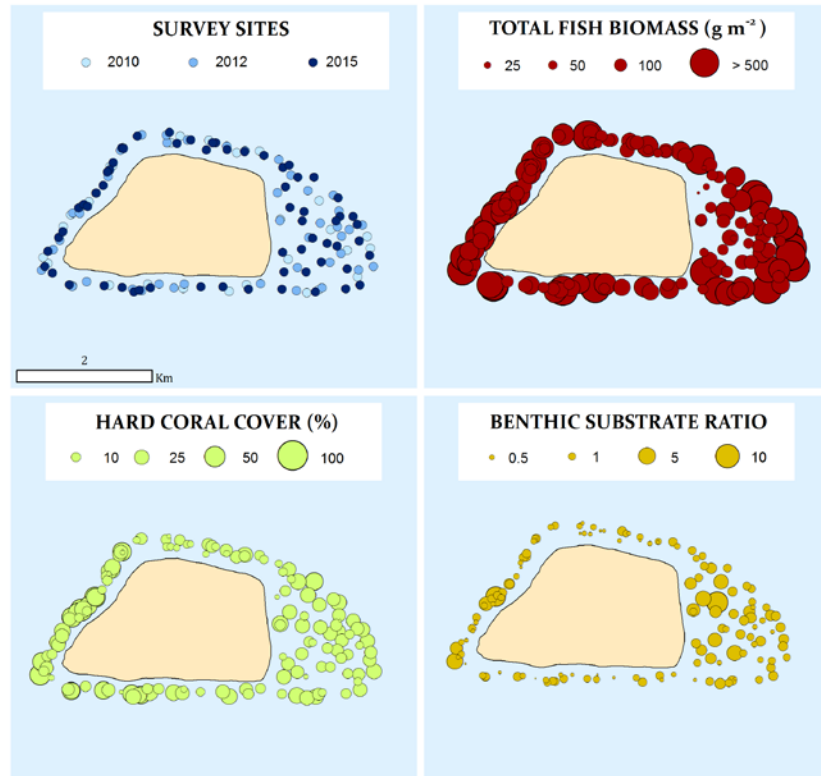 SURVEY SITES
2010 2012 2015
2
Km
TOTAL FISH BIOMASS (g m⁻²)
25 50 100 > 500
HARD CORAL COVER (%)
10 25 50 100
BENTHIC SUBSTRATE RATIO
0.5 1 5 10